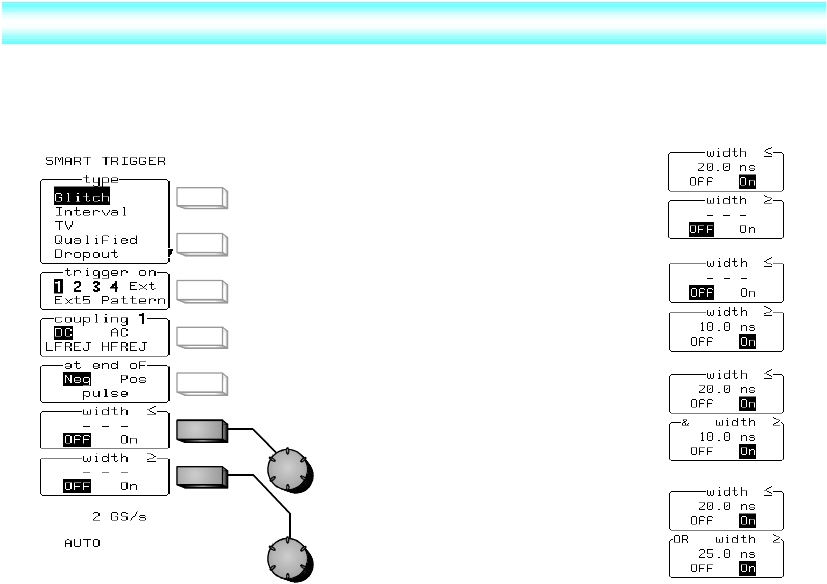 SMART TRIGGER
type
Glitch
Interval
TV
Qualified
Dropout
trigger on
1 2 3 4 Ext
Ext5 Pattern
coupling 1
DC AC
LFREJ HFREJ
at end of
Neg Pos
pulse
width ≤
- - -
Off On
width ≥
- - -
Off On
2 GS/s
AUTO
width ≤
20.0 ns
Off On
width ≥
- - -
Off On
width ≤
- - -
Off On
width ≥
10.0 ns
Off On
width ≤
20.0 ns
Off On
& width ≥
10.0 ns
Off On
width ≤
20.0 ns
Off On
OR width ≥
25.0 ns
Off On